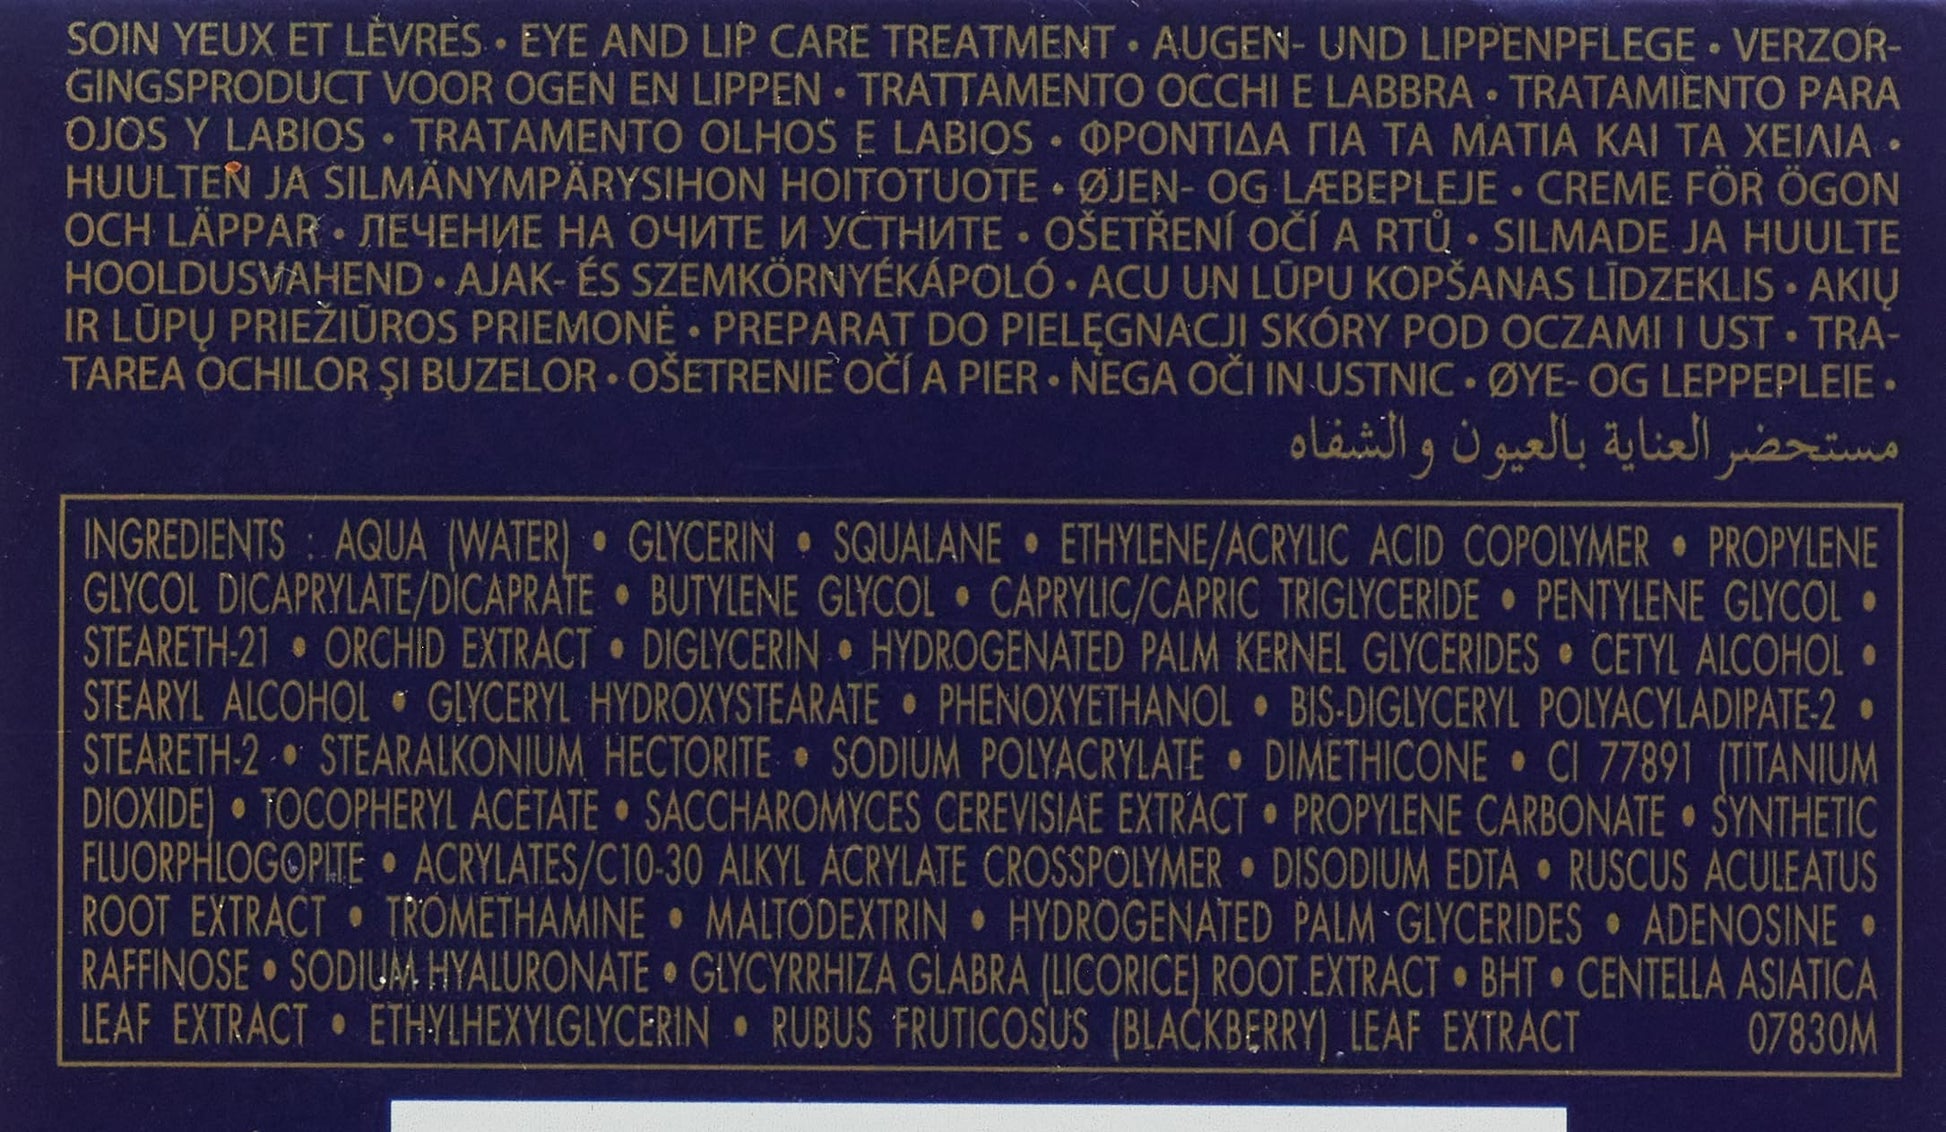 SOIN YEUX ET LÈVRES • EYE AND LIP CARE TREATMENT • AUGEN- UND LIPPENPFLEGE • VERZOR-
GINGSPRODUCT VOOR OGEN EN LIPPEN • TRATTAMENTO OCCHI E LABBRA • TRATAMIENTO PARA
OJOS Y LABIOS • TRATAMENTO OLHOS E LABIOS • ΦΡΟΝΤΙΔΑ ΓΙΑ ΤΑ ΜΑΤΙΑ ΚΑΙ ΤΑ ΧΕΙΛΙΑ •
HUULTEN JA SILMÄNYMPÄRYSIHON HOITOTUOTE • ØJEN- OG LÆBEPLEJE • CREME FÖR ÖGON
OCH LÄPPAR • ЛЕЧЕНИЕ НА ОЧИТЕ И УСТНИТЕ • OŠETŘENÍ OČÍ A RTŮ • SILMADE JA HUULTE
HOOLDUSVAHEND • AJAK- ÉS SZEMKÖRNYÉKÁPOLÓ • ACU UN LŪPU KOPŠANAS LĪDZEKLIS • AKIŲ
IR LŪPŲ PRIEŽIŪROS PRIEMONĖ • PREPARAT DO PIELĘGNACJI SKÓRY POD OCZAMI I UST • TRA-
TAREA OCHILOR ŞI BUZELOR • OŠETRENIE OČÍ A PIER • NEGA OČI IN USTNIC • ØYE- OG LEPPEPLEIE •
مستحضر العناية بالعيون والشفاه
INGREDIENTS : AQUA (WATER) • GLYCERIN • SQUALANE • ETHYLENE/ACRYLIC ACID COPOLYMER • PROPYLENE
GLYCOL DICAPRYLATE/DICAPRATE • BUTYLENE GLYCOL • CAPRYLIC/CAPRIC TRIGLYCERIDE • PENTYLENE GLYCOL •
STEARETH-21 • ORCHID EXTRACT • DIGLYCERIN • HYDROGENATED PALM KERNEL GLYCERIDES • CETYL ALCOHOL •
STEARYL ALCOHOL • GLYCERYL HYDROXYSTEARATE • PHENOXYETHANOL • BIS-DIGLYCERYL POLYACYLADIPATE-2 •
STEARETH-2 • STEARALKONIUM HECTORITE • SODIUM POLYACRYLATE • DIMETHICONE • CI 77891 (TITANIUM
DIOXIDE) • TOCOPHERYL ACETATE • SACCHAROMYCES CEREVISIAE EXTRACT • PROPYLENE CARBONATE • SYNTHETIC
FLUORPHLOGOPITE • ACRYLATES/C10-30 ALKYL ACRYLATE CROSSPOLYMER • DISODIUM EDTA • RUSCUS ACULEATUS
ROOT EXTRACT • TROMETHAMINE • MALTODEXTRIN • HYDROGENATED PALM GLYCERIDES • ADENOSINE •
RAFFINOSE • SODIUM HYALURONATE • GLYCYRRHIZA GLABRA (LICORICE) ROOT EXTRACT • BHT • CENTELLA ASIATICA
LEAF EXTRACT • ETHYLHEXYLGLYCERIN • RUBUS FRUTICOSUS (BLACKBERRY) LEAF EXTRACT 07830M